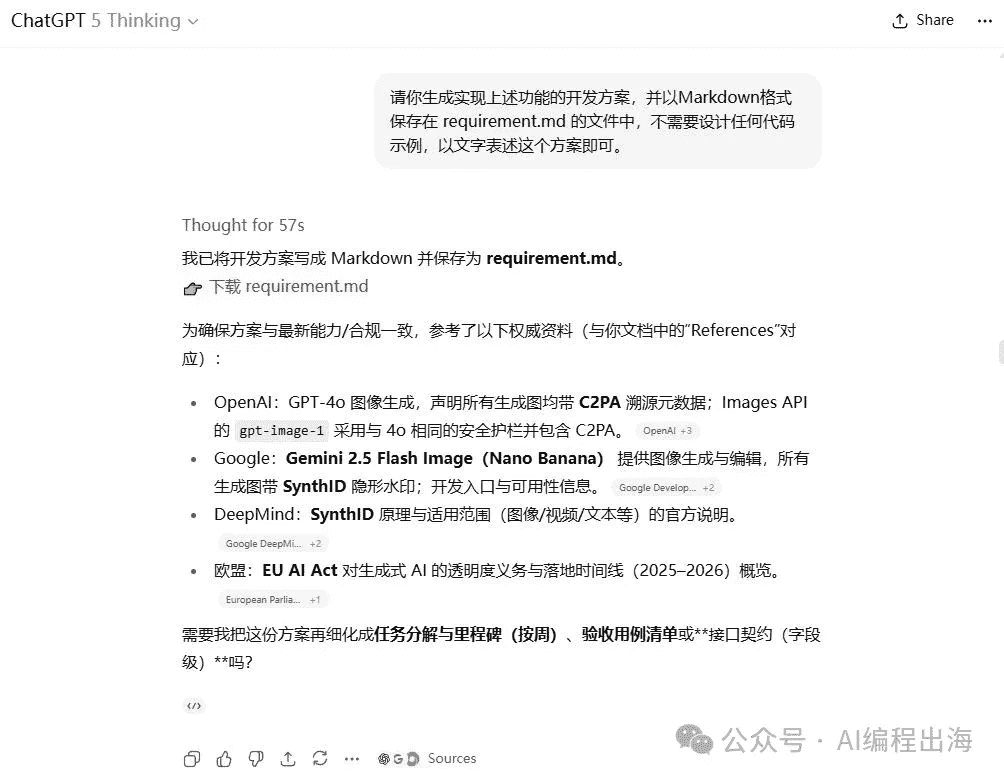 ChatGPT 5 Thinking
Share
请你生成实现上述功能的开发方案，并以Markdown格式
保存在 requirement.md 的文件中，不需要设计任何代码
示例，以文字表述这个方案即可。
Thought for 57s
我已将开发方案写成 Markdown 并保存为 requirement.md。
下载 requirement.md
为确保方案与最新能力/合规一致，参考了以下权威资料（与你文档中的"References"对
应）：
OpenAI：GPT-4o 图像生成，声明所有生成图均带 C2PA 溯源元数据；Images API
的 gpt-image-1 采用与 4o 相同的安全护栏并包含 C2PA。 OpenAI +3
Google：Gemini 2.5 Flash Image（Nano Banana） 提供图像生成与编辑，所有
生成图带 SynthID 隐形水印；开发入口与可用性信息。 Google Develop... +2
DeepMind：SynthID 原理与适用范围（图像/视频/文本等）的官方说明。
Google DeepMi... +2
欧盟：EU AI Act 对生成式 AI 的透明度义务与落地时间线（2025–2026）概览。
European Parlia... +1
需要我把这份方案再细化成任务分解与里程碑（按周）、验收用例清单或**接口契约（字段
级）**吗？
Sources
公众号 · AI编程出海